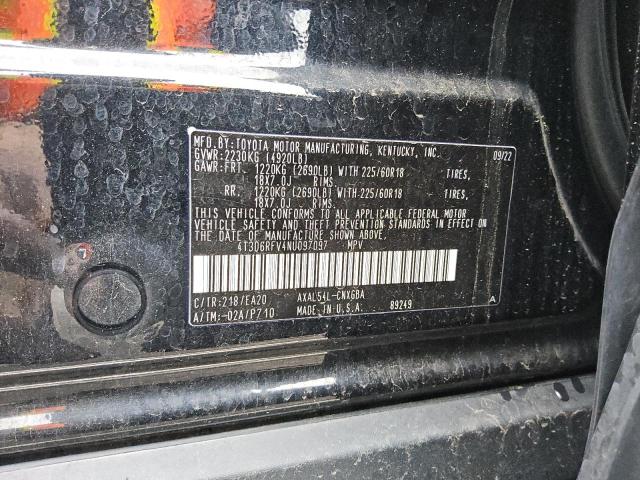 MFD. BY: TOYOTA MOTOR MANUFACTURING, KENTUCKY, INC. 09/22
GVWR: 2230KG (4920LB)
GAWR: FRT. 1220KG (2690LB) WITH 225/60R18 TIRES,
18X7.0J RIMS.
RR. 1220KG (2690LB) WITH 225/60R18 TIRES,
18X7.0J RIMS.
THIS VEHICLE CONFORMS TO ALL APPLICABLE FEDERAL MOTOR
VEHICLE SAFETY AND THEFT PREVENTION STANDARDS IN EFFECT ON
THE DATE OF MANUFACTURE SHOWN ABOVE.
4T3D6RFV4NU097097 MPV
C/TR: 218/EA20 AXAL54L-CNXGBA A
A/TM: -02A/P710 MADE IN U.S.A. 89249